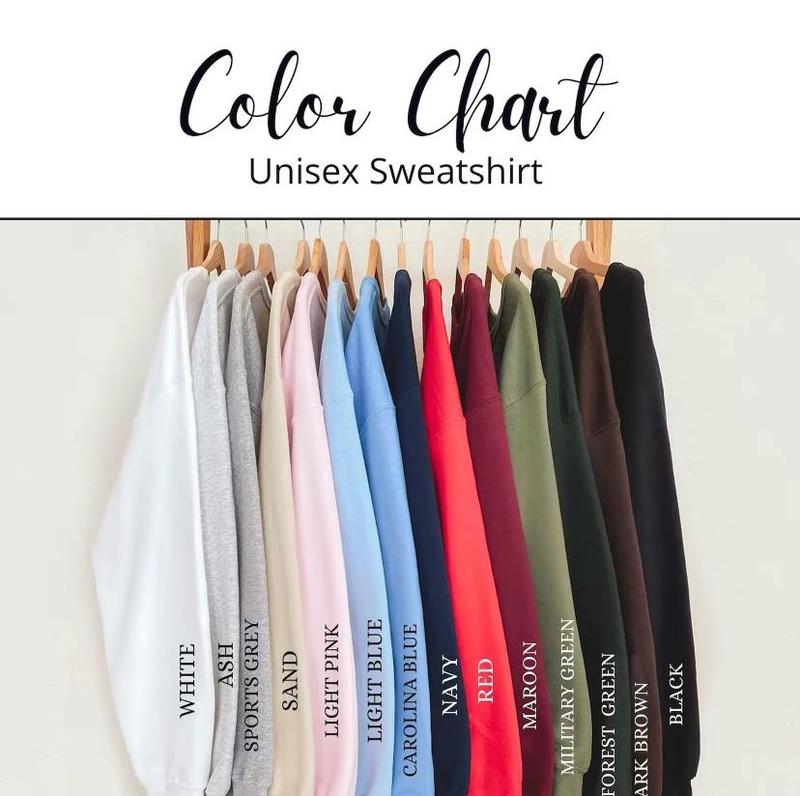 Color Chart
Unisex Sweatshirt
WHITE
ASH
SPORTS GREY
SAND
LIGHT PINK
LIGHT BLUE
CAROLINA BLUE
NAVY
RED
MAROON
MILITARY GREEN
FOREST GREEN
ARK BROWN
BLACK